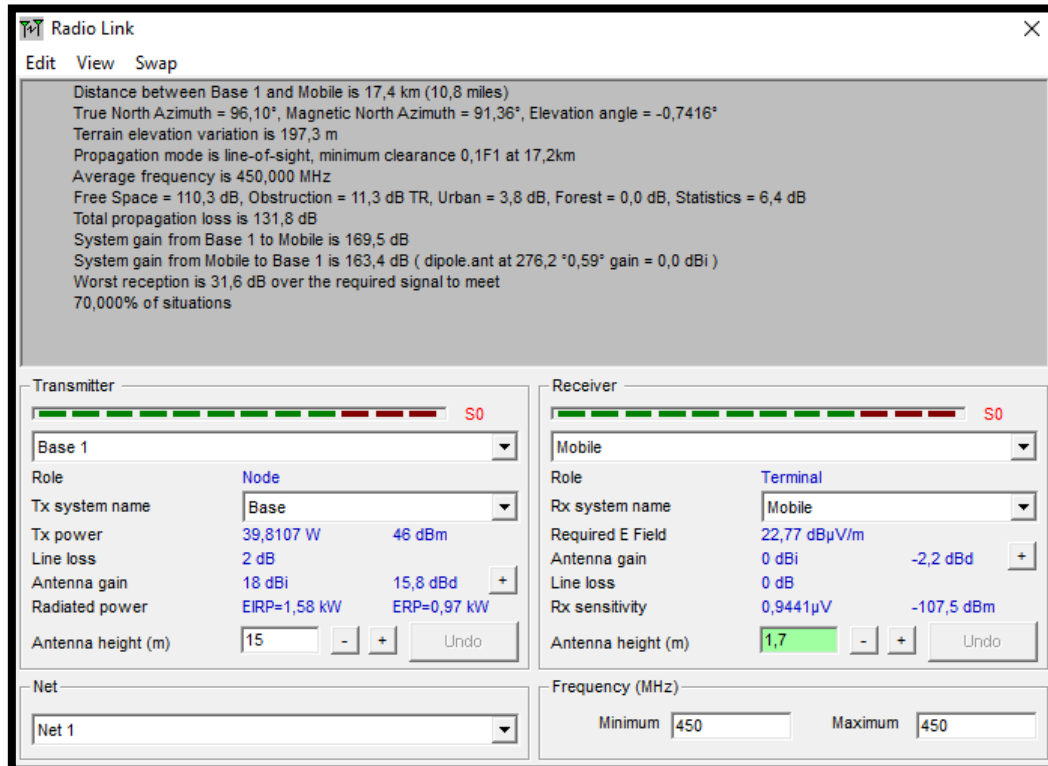 Radio Link
Edit View Swap
Distance between Base 1 and Mobile is 17,4 km (10,8 miles)
True North Azimuth = 96,10°, Magnetic North Azimuth = 91,36°, Elevation angle = -0,7416°
Terrain elevation variation is 197,3 m
Propagation mode is line-of-sight, minimum clearance 0,1F1 at 17,2km
Average frequency is 450,000 MHz
Free Space = 110,3 dB, Obstruction = 11,3 dB TR, Urban = 3,8 dB, Forest = 0,0 dB, Statistics = 6,4 dB
Total propagation loss is 131,8 dB
System gain from Base 1 to Mobile is 169,5 dB
System gain from Mobile to Base 1 is 163,4 dB ( dipole.ant at 276,2 °0,59° gain = 0,0 dBi )
Worst reception is 31,6 dB over the required signal to meet
70,000% of situations
Transmitter
S0
Base 1
Role Node
Tx system name Base
Tx power 39,8107 W 46 dBm
Line loss 2 dB
Antenna gain 18 dBi 15,8 dBd +
Radiated power EIRP=1,58 kW ERP=0,97 kW
Antenna height (m) 15 - + Undo
Net
Net 1
Receiver
S0
Mobile
Role Terminal
Rx system name Mobile
Required E Field 22,77 dBµV/m
Antenna gain 0 dBi -2,2 dBd +
Line loss 0 dB
Rx sensitivity 0,9441µV -107,5 dBm
Antenna height (m) 1,7 - + Undo
Frequency (MHz)
Minimum 450 Maximum 450